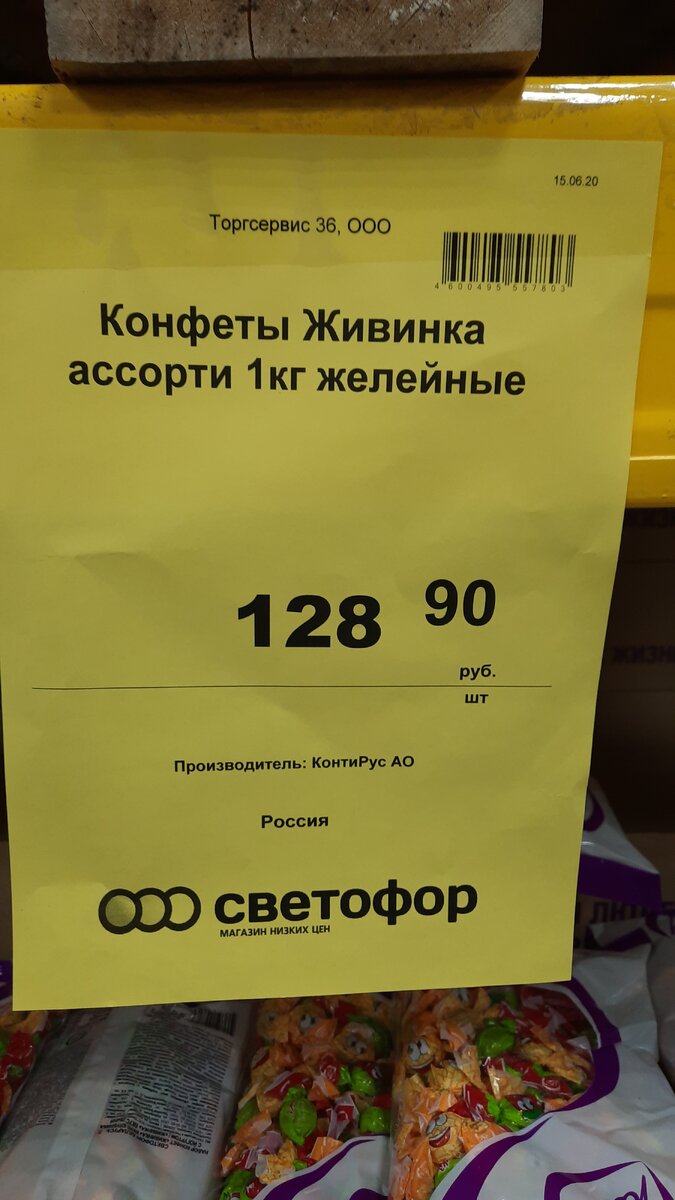 15.06.20
Торгсервис 36, ООО
4600495557803
Конфеты Живинка
ассорти 1кг желейные
128 90
руб.
шт
Производитель: КонтиРус АО
Россия
светофор
МАГАЗИН НИЗКИХ ЦЕН